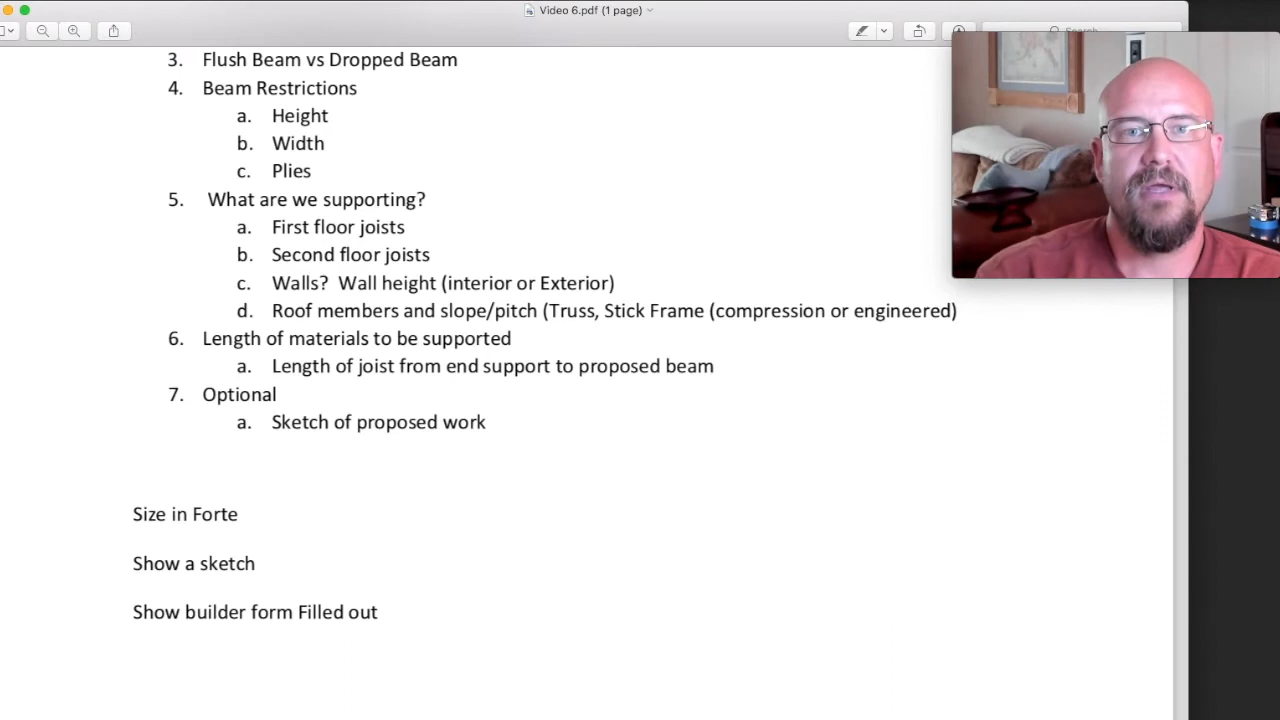 Video 6.pdf (1 page)
Search
3. Flush Beam vs Dropped Beam
4. Beam Restrictions
a. Height
b. Width
c. Plies
5. What are we supporting?
a. First floor joists
b. Second floor joists
c. Walls? Wall height (interior or Exterior)
d. Roof members and slope/pitch (Truss, Stick Frame (compression or engineered)
6. Length of materials to be supported
a. Length of joist from end support to proposed beam
7. Optional
a. Sketch of proposed work
Size in Forte
Show a sketch
Show builder form Filled out